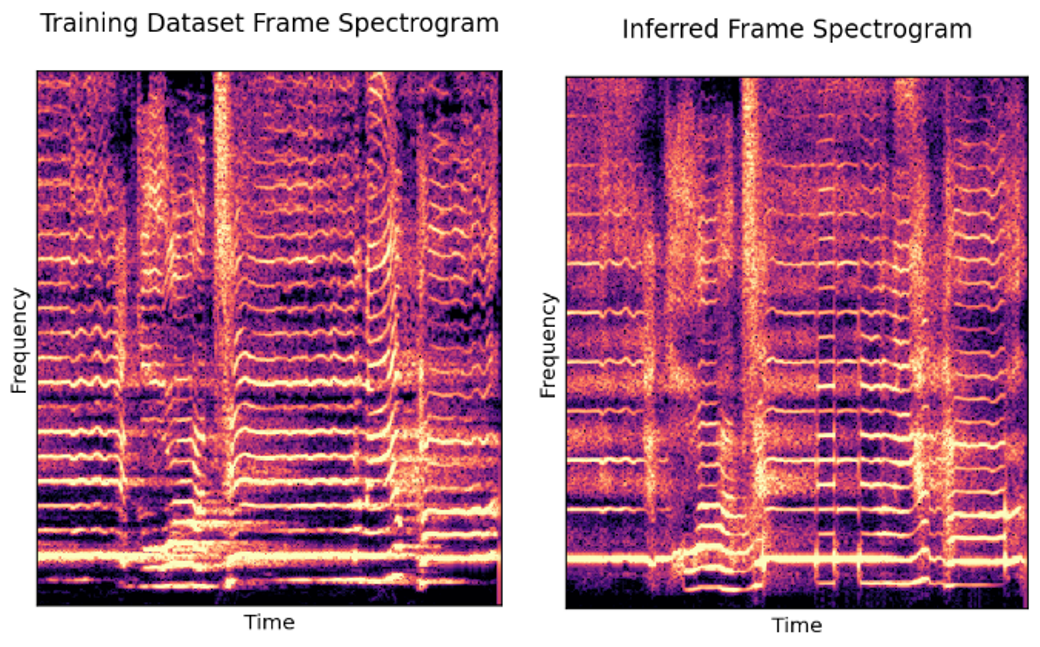 Training Dataset Frame Spectrogram
Inferred Frame Spectrogram
Frequency
Frequency
Time
Time